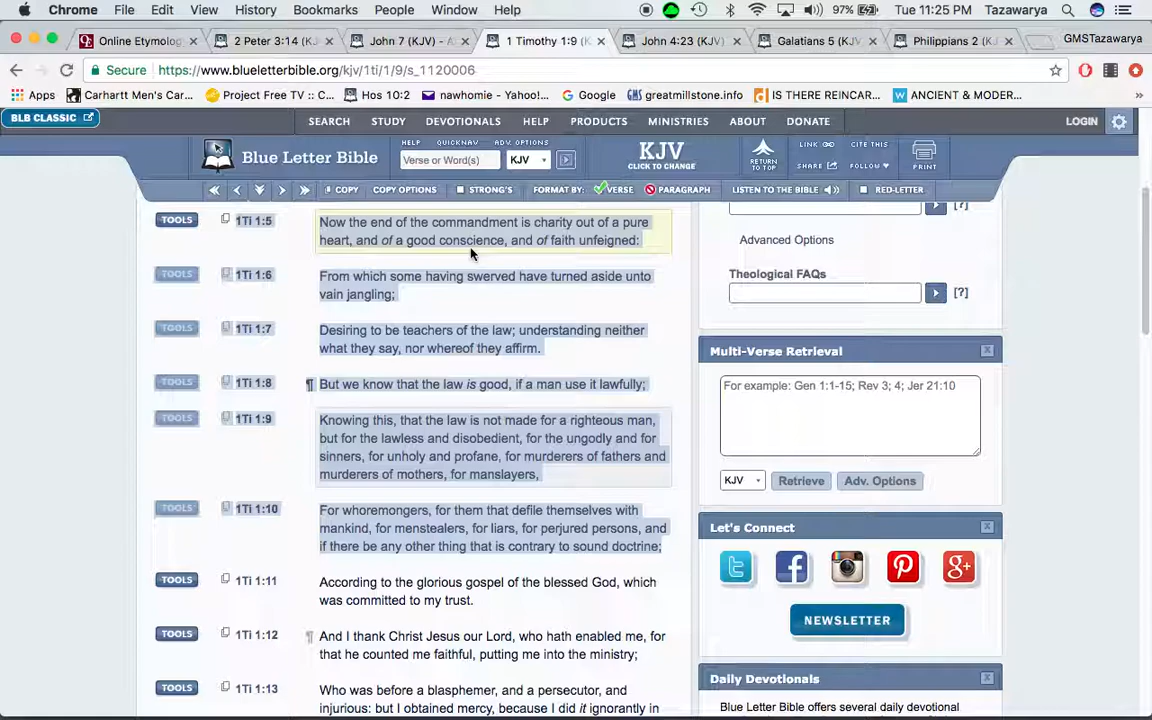 Chrome File Edit View History Bookmarks People Window Help 97% Tue 11:25 PM Tazawarya
Online Etymolo 2 Peter 3:14 (KJV John 7 (KJV) - A 1 Timothy 1:9 (K John 4:23 (KJV) Galatians 5 (KJV Philippians 2 (KJ GMSTazawarya
Secure https://www.blueletterbible.org/kjv/1ti/1/9/s_1120006
Apps Carhartt Men's Car... Project Free TV :: C... Hos 10:2 nawhomie - Yahoo!... Google greatmillstone.info IS THERE REINCAR... ANCIENT & MODER... »
BLB CLASSIC SEARCH STUDY DEVOTIONALS HELP PRODUCTS MINISTRIES ABOUT DONATE LOGIN
HELP QUICKNAV ADV. OPTIONS
Blue Letter Bible Verse or Word(s) KJV KJV CLICK TO CHANGE RETURN TO TOP LINK CITE THIS SHARE FOLLOW PRINT
COPY COPY OPTIONS STRONG'S FORMAT BY: VERSE PARAGRAPH LISTEN TO THE BIBLE RED-LETTER
TOOLS 1Ti 1:5 Now the end of the commandment is charity out of a pure
heart, and of a good conscience, and of faith unfeigned:
TOOLS 1Ti 1:6 From which some having swerved have turned aside unto
vain jangling;
TOOLS 1Ti 1:7 Desiring to be teachers of the law; understanding neither
what they say, nor whereof they affirm.
TOOLS 1Ti 1:8 ¶ But we know that the law is good, if a man use it lawfully;
TOOLS 1Ti 1:9 Knowing this, that the law is not made for a righteous man,
but for the lawless and disobedient, for the ungodly and for
sinners, for unholy and profane, for murderers of fathers and
murderers of mothers, for manslayers,
TOOLS 1Ti 1:10 For whoremongers, for them that defile themselves with
mankind, for menstealers, for liars, for perjured persons, and
if there be any other thing that is contrary to sound doctrine;
TOOLS 1Ti 1:11 According to the glorious gospel of the blessed God, which
was committed to my trust.
TOOLS 1Ti 1:12 ¶ And I thank Christ Jesus our Lord, who hath enabled me, for
that he counted me faithful, putting me into the ministry;
TOOLS 1Ti 1:13 Who was before a blasphemer, and a persecutor, and
injurious: but I obtained mercy, because I did it ignorantly in
[?]
Advanced Options
Theological FAQs
[?]
Multi-Verse Retrieval
For example: Gen 1:1-15; Rev 3; 4; Jer 21:10
KJV Retrieve Adv. Options
Let's Connect
NEWSLETTER
Daily Devotionals
Blue Letter Bible offers several daily devotional